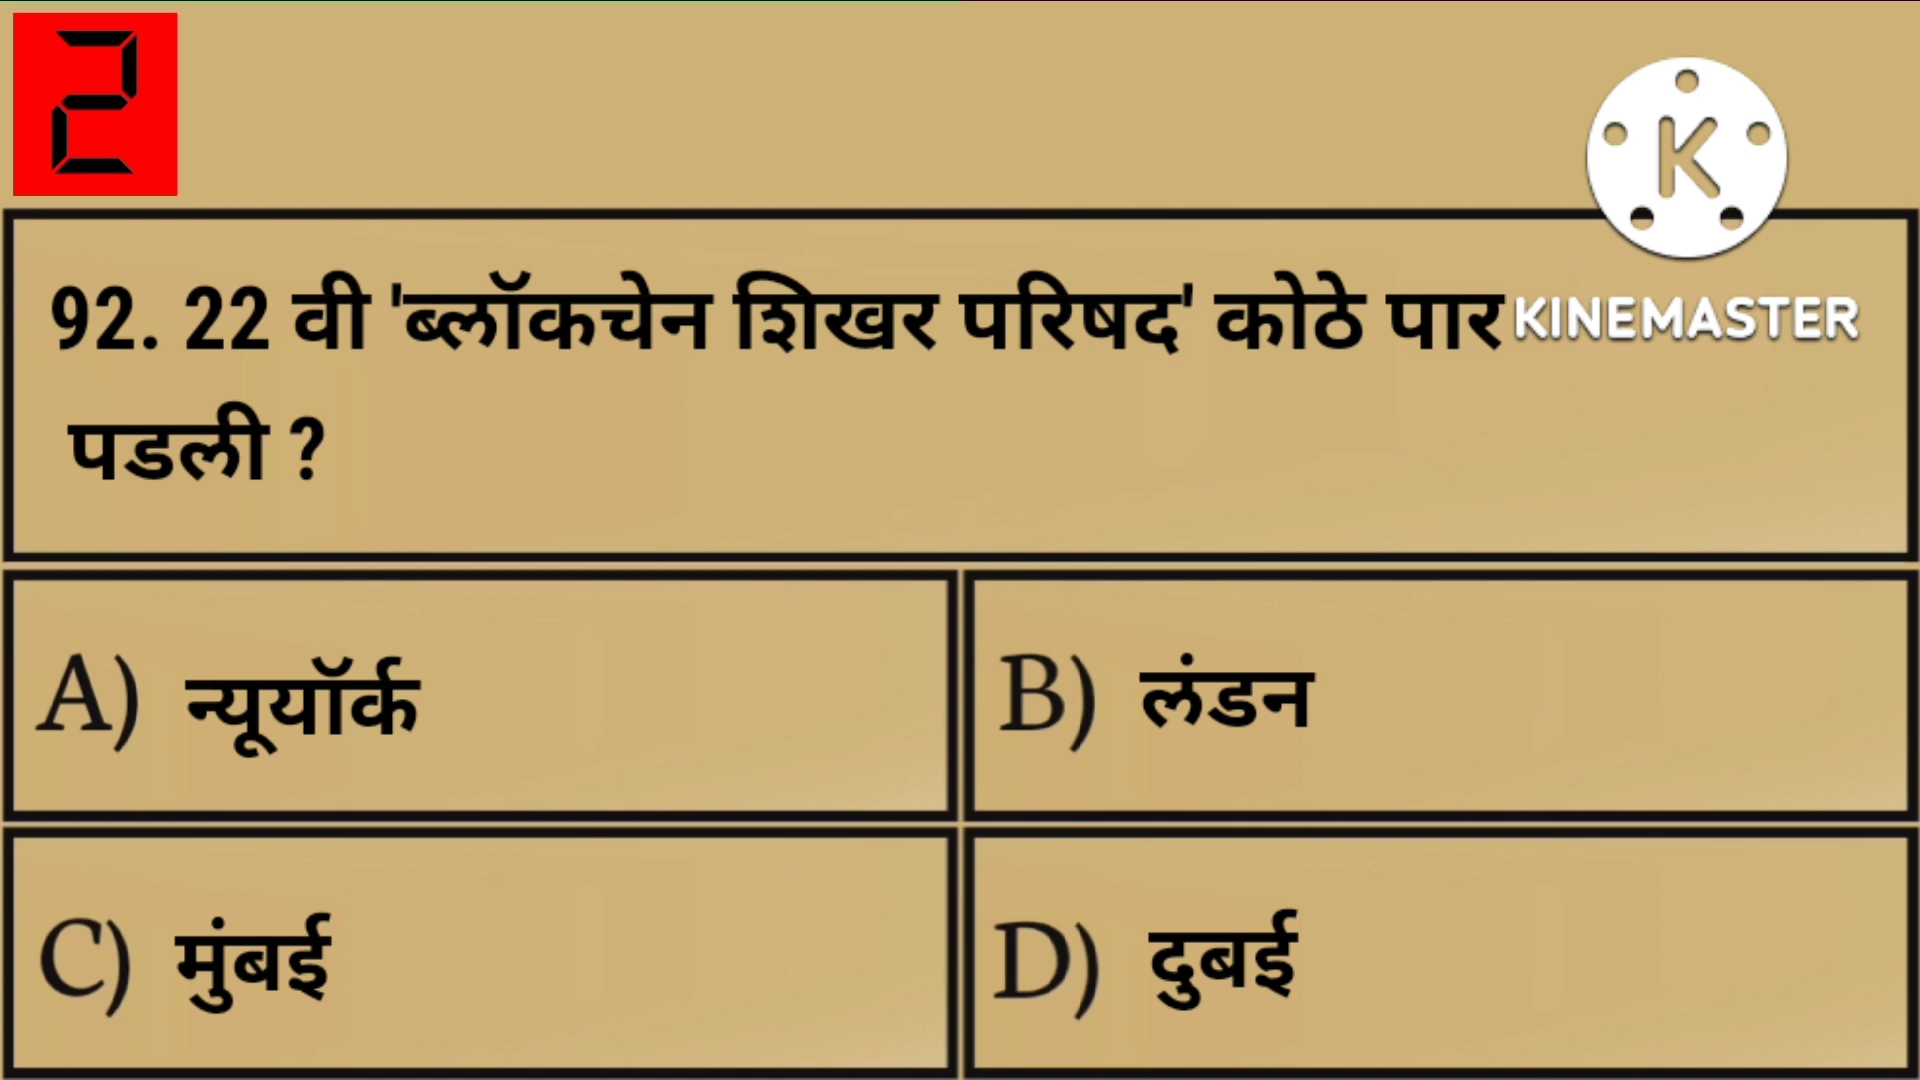 2
K
KINEMASTER
92. 22 वी 'ब्लॉकचेन शिखर परिषद' कोठे पार
पडली ?
A) न्यूयॉर्क
B) लंडन
C) मुंबई
D) दुबई